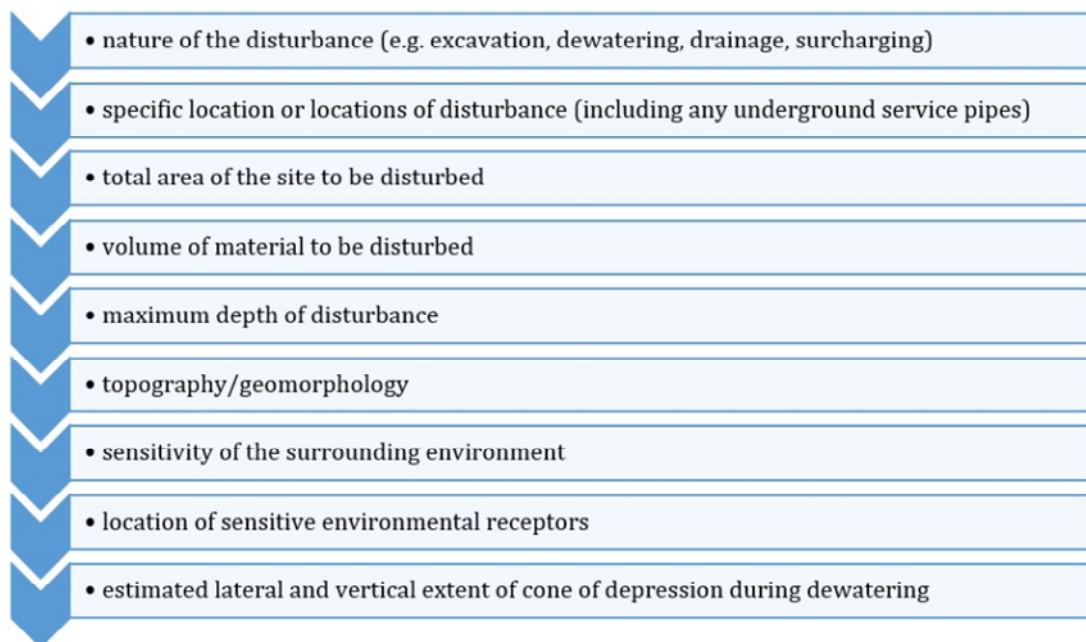 • nature of the disturbance (e.g. excavation, dewatering, drainage, surcharging)
• specific location or locations of disturbance (including any underground service pipes)
• total area of the site to be disturbed
• volume of material to be disturbed
• maximum depth of disturbance
• topography/geomorphology
• sensitivity of the surrounding environment
• location of sensitive environmental receptors
• estimated lateral and vertical extent of cone of depression during dewatering